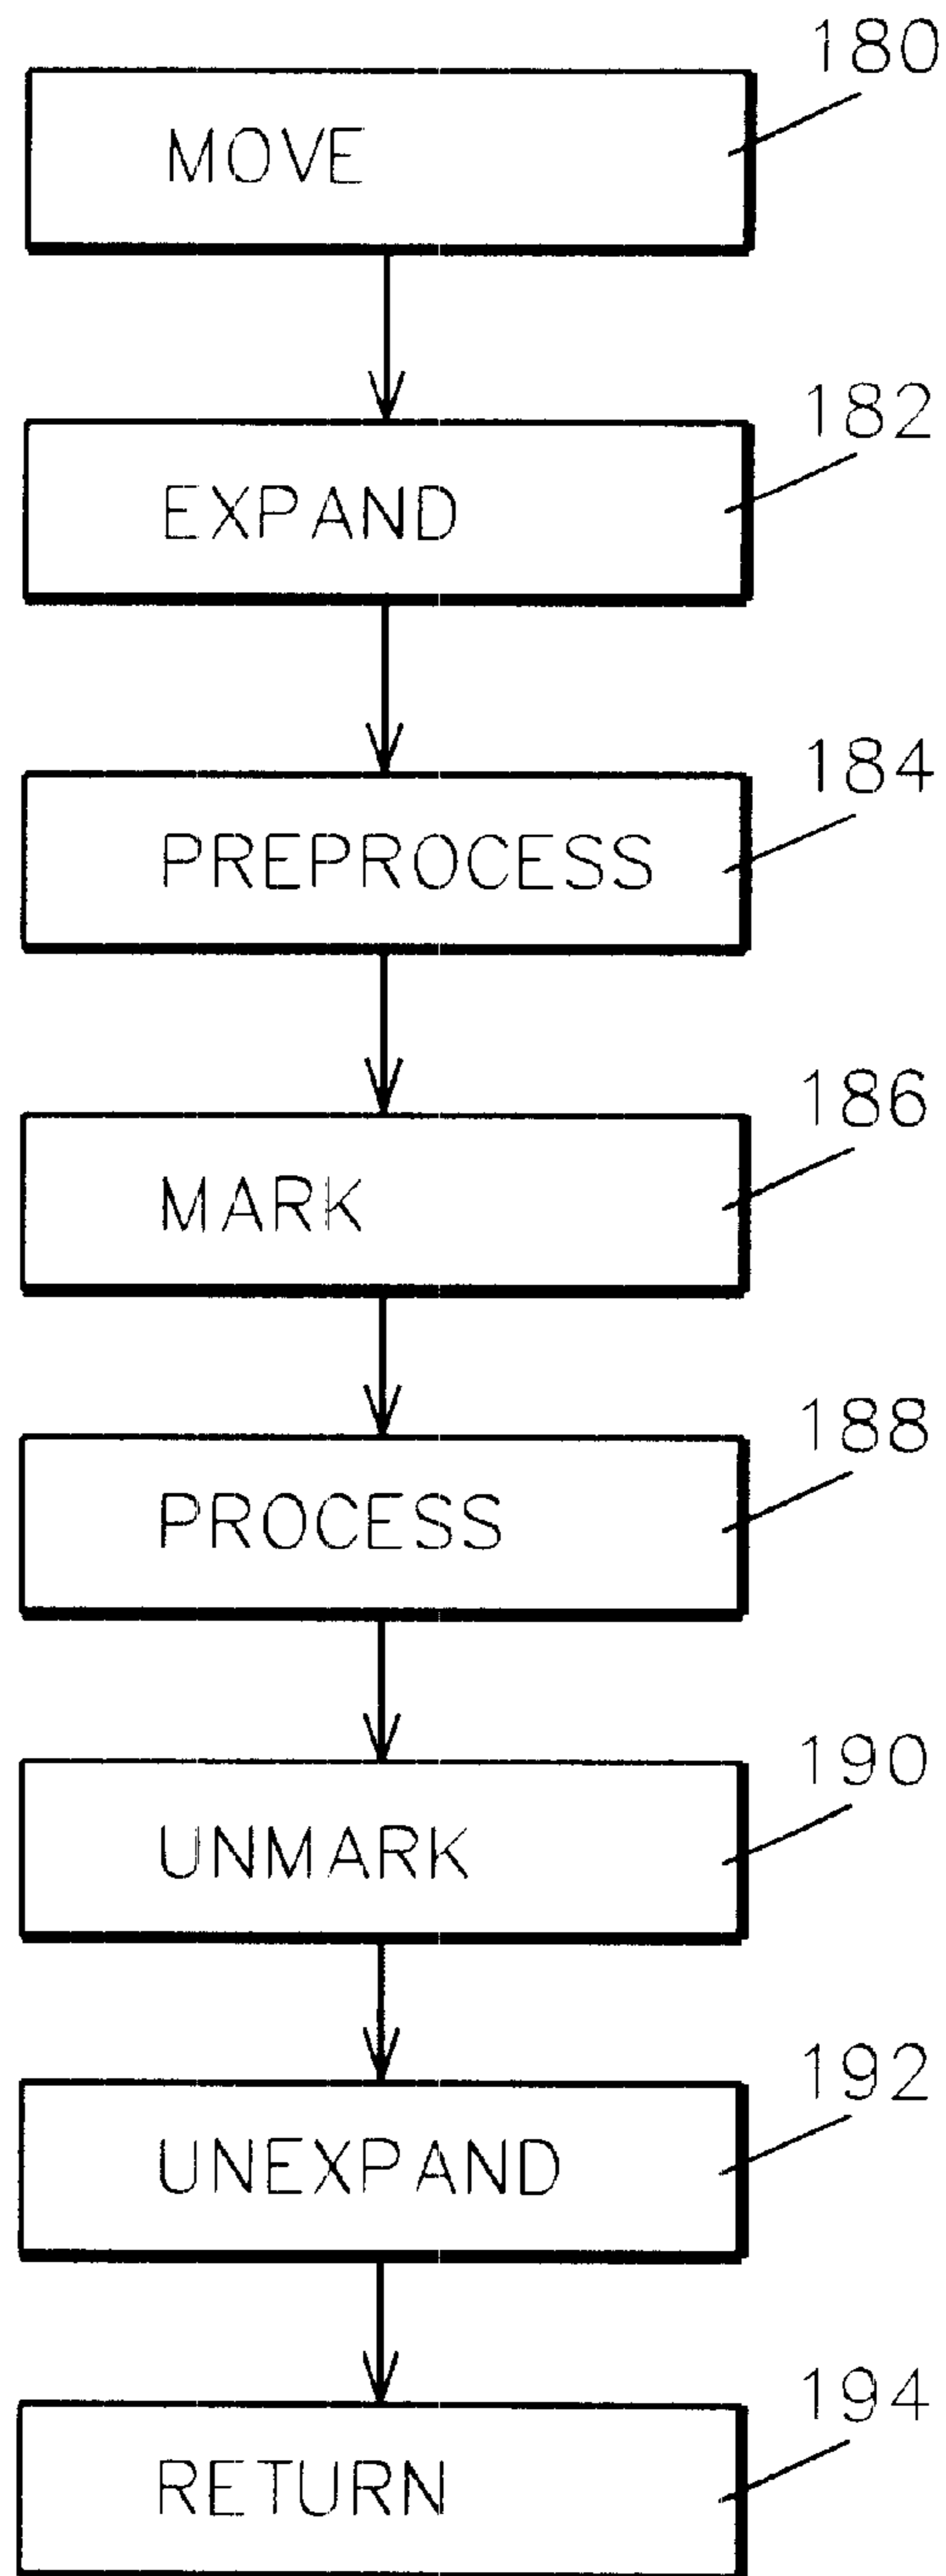 180
MOVE
182
EXPAND
184
PREPROCESS
186
MARK
188
PROCESS
190
UNMARK
192
UNEXPAND
194
RETURN